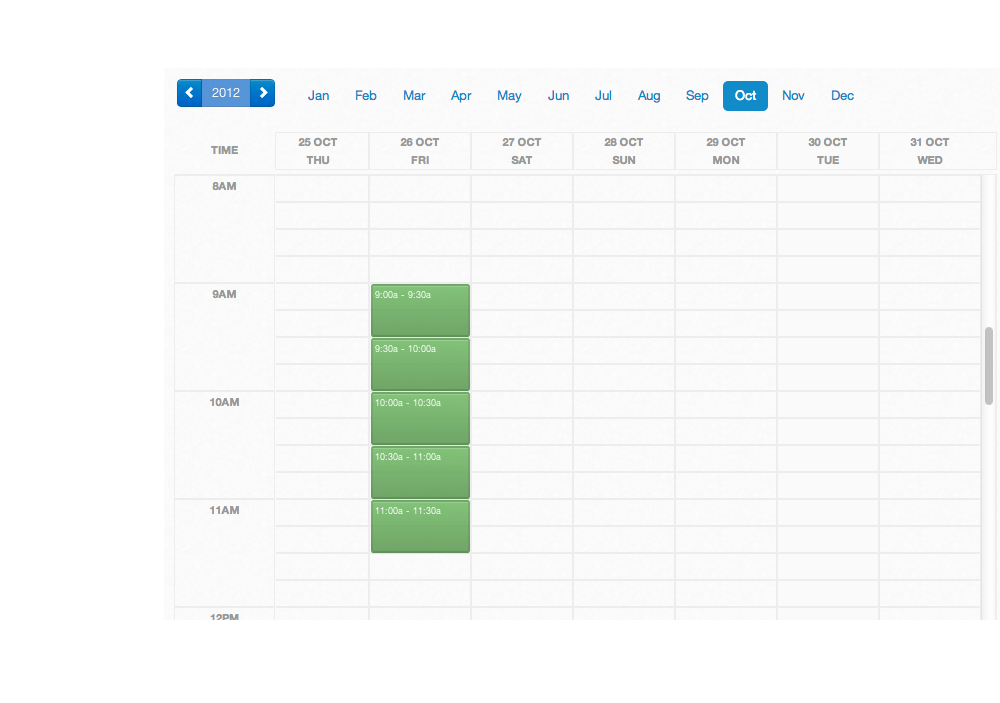 2012 Jan Feb Mar Apr May Jun Jul Aug Sep Oct Nov Dec
TIME 25 OCT 26 OCT 27 OCT 28 OCT 29 OCT 30 OCT 31 OCT
THU FRI SAT SUN MON TUE WED
8AM
9AM 9:00a - 9:30a
9:30a - 10:00a
10AM 10:00a - 10:30a
10:30a - 11:00a
11AM 11:00a - 11:30a
12PM